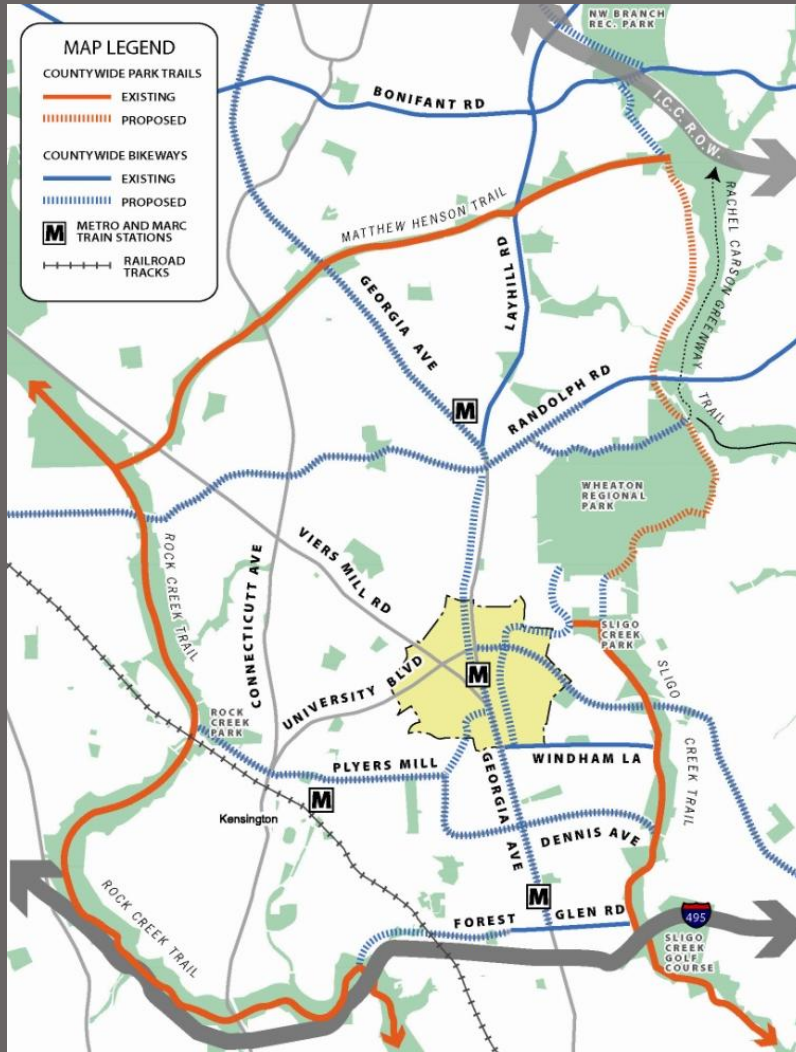 MAP LEGEND
COUNTYWIDE PARK TRAILS
EXISTING
PROPOSED
COUNTYWIDE BIKEWAYS
EXISTING
PROPOSED
M METRO AND MARC
TRAIN STATIONS
RAILROAD
TRACKS
NW BRANCH
REC. PARK
BONIFANT RD
I.C.C. R.O.W.
MATTHEW HENSON TRAIL
RACHEL CARSON GREENWAY
TRAIL
GEORGIA AVE
LAYHILL RD
M
RANDOLPH RD
WHEATON
REGIONAL
PARK
ROCK CREEK TRAIL
CONNECTICUTT AVE
VIERS MILL RD
UNIVERSITY BLVD
M
SLIGO
CREEK
PARK
SLIGO
CREEK TRAIL
ROCK
CREEK
PARK
PLYERS MILL
WINDHAM LA
GEORGIA AVE
M
Kensington
DENNIS AVE
M
FOREST GLEN RD
495
ROCK CREEK TRAIL
SLIGO
CREEK
GOLF
COURSE